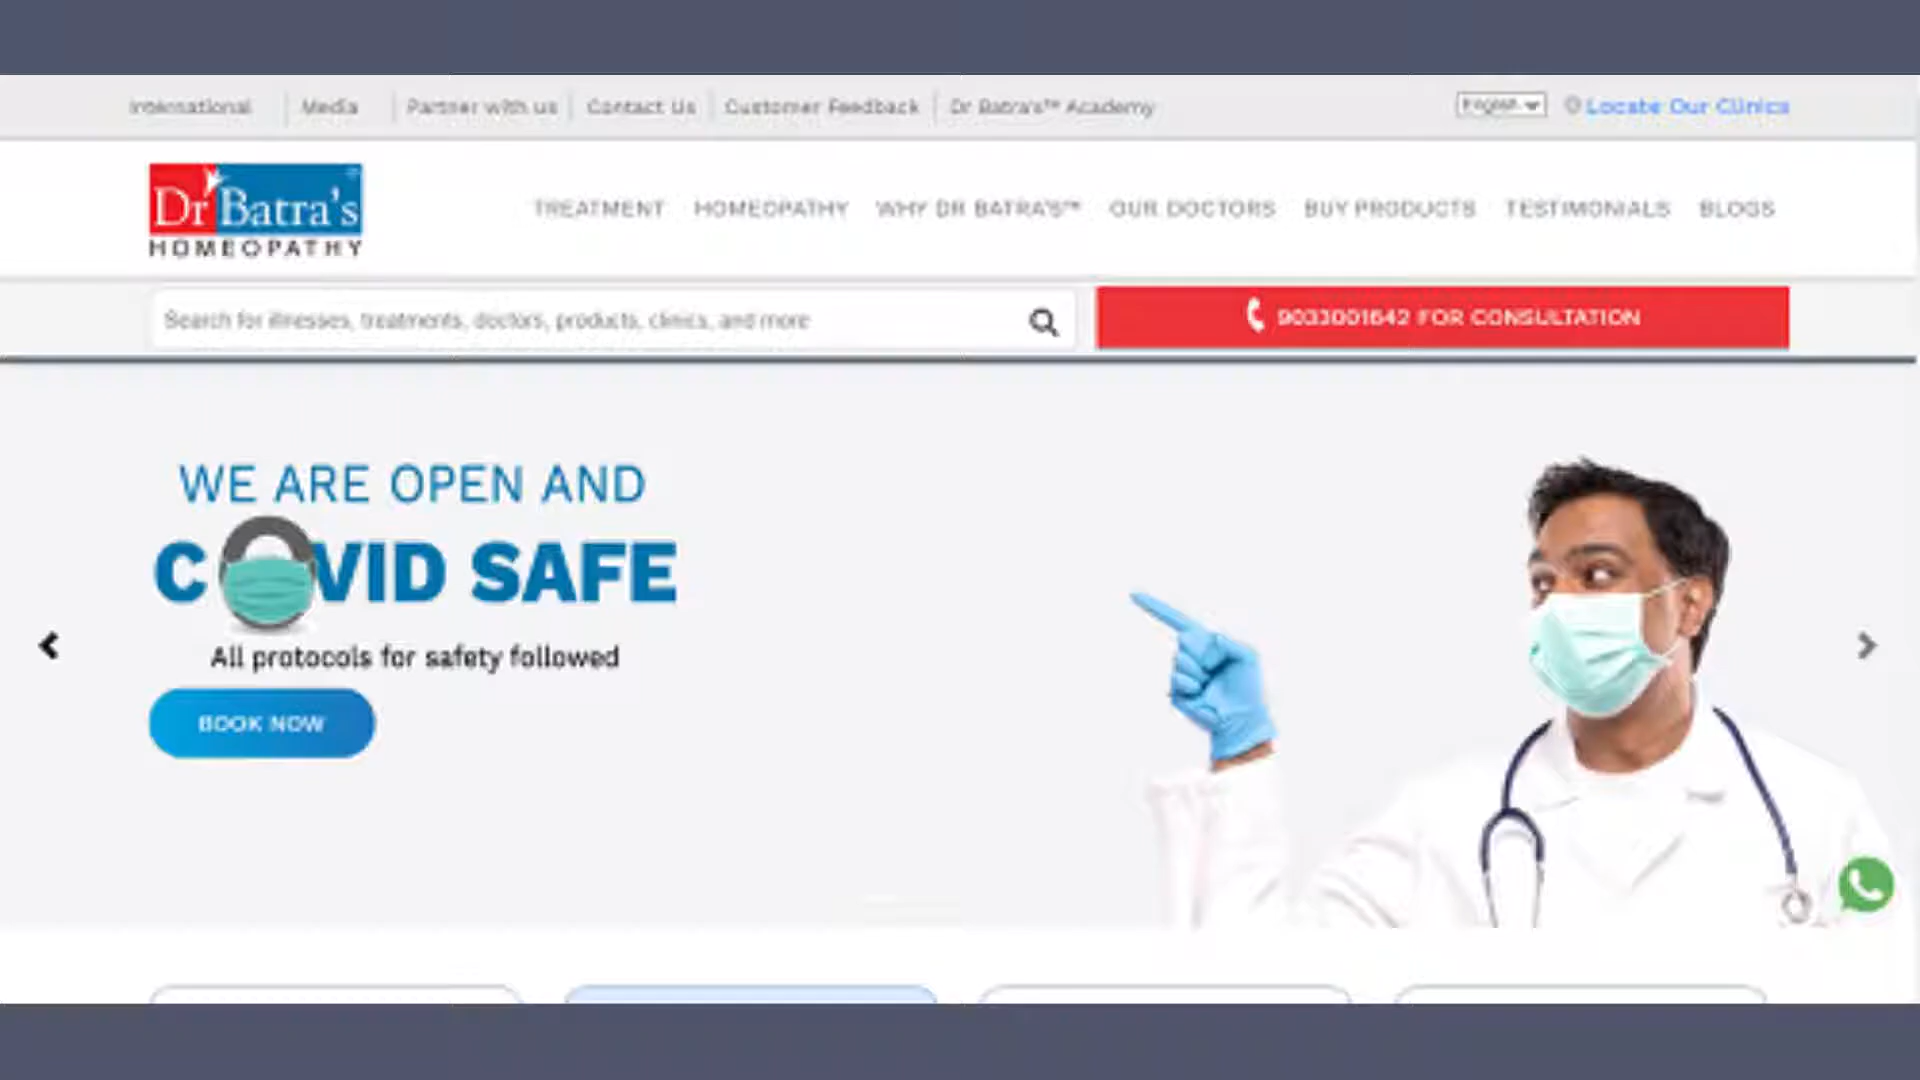 International Media Partner with us Contact Us Customer Feedback Dr Batra's™ Academy English Locate Our Clinics
Dr Batra's®
HOMEOPATHY
TREATMENT HOMEOPATHY WHY DR BATRA'S™ OUR DOCTORS BUY PRODUCTS TESTIMONIALS BLOGS
Search for illnesses, treatments, doctors, products, clinics, and more
9033001642 FOR CONSULTATION
WE ARE OPEN AND
COVID SAFE
All protocols for safety followed
BOOK NOW